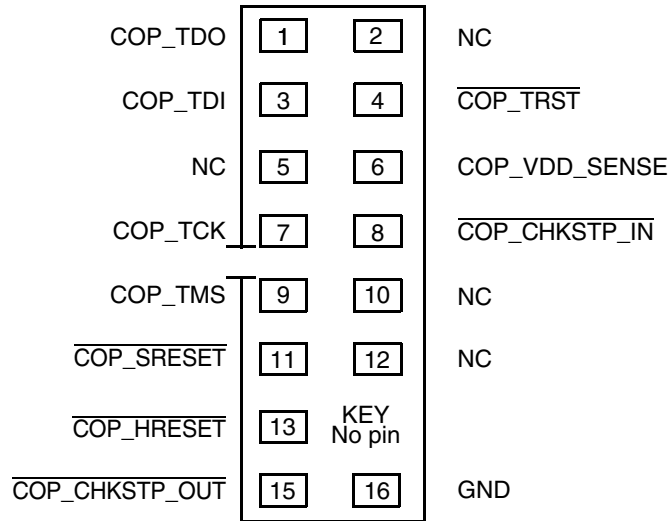 COP_TDO 1 2 NC
COP_TDI 3 4 COP_TRST
NC 5 6 COP_VDD_SENSE
COP_TCK 7 8 COP_CHKSTP_IN
COP_TMS 9 10 NC
COP_SRESET 11 12 NC
COP_HRESET 13 KEY
No pin
COP_CHKSTP_OUT 15 16 GND